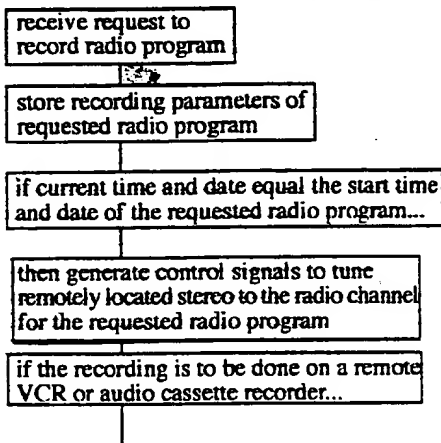 receive request to
record radio program
store recording parameters of
requested radio program
if current time and date equal the start time
and date of the requested radio program...
then generate control signals to tune
remotely located stereo to the radio channel
for the requested radio program
if the recording is to be done on a remote
VCR or audio cassette recorder...